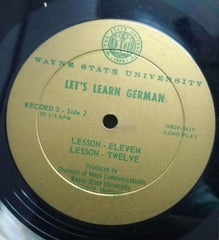 WAYNE STATE UNIVERSITY
LET'S LEARN GERMAN
RECORD 3 - Side 2
33 1/3 RPM
LONG PLAY
LESSON - ELEVEN
LESSON - TWELVE
Produced by
Division of Mass Communications
Wayne State University